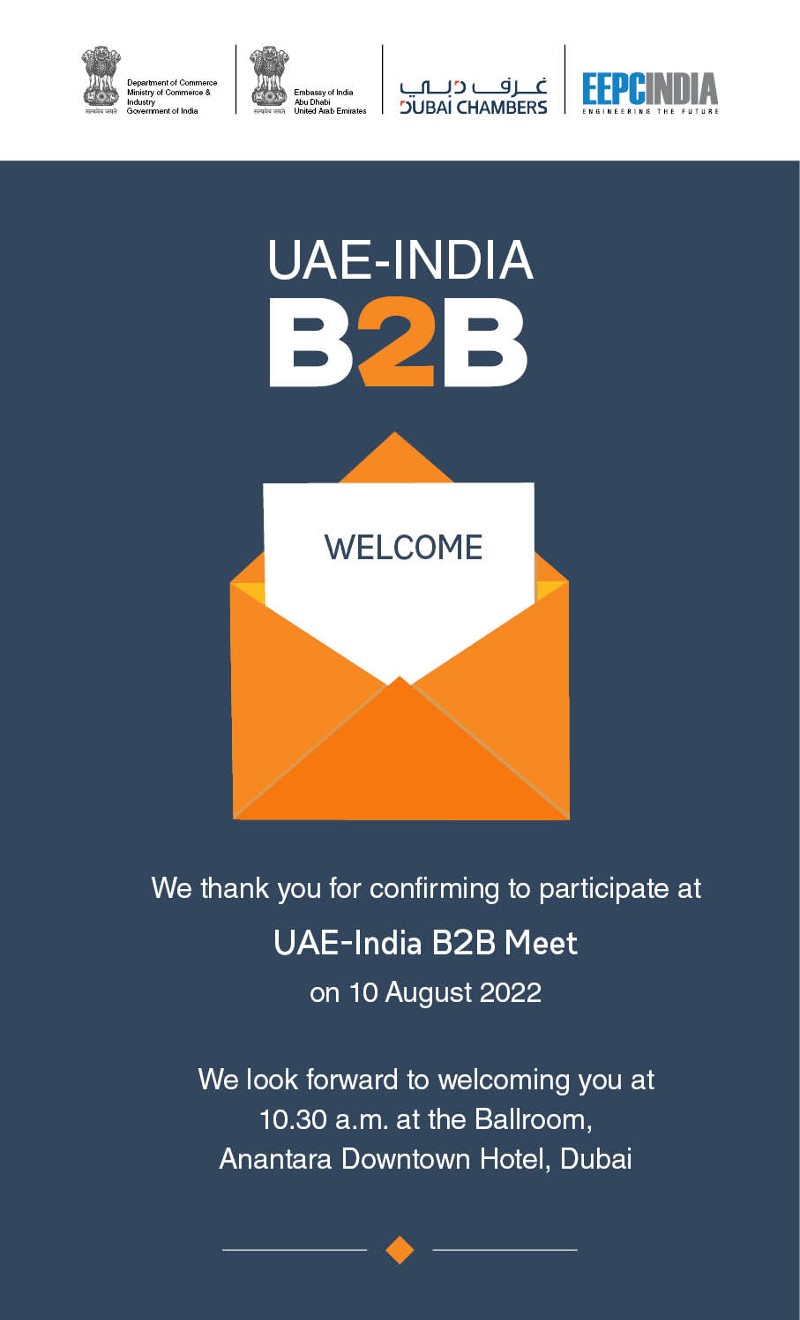 Department of Commerce
Ministry of Commerce &
Industry
Government of India
सत्यमेव जयते
Embassy of India
Abu Dhabi
United Arab Emirates
सत्यमेव जयते
غرف دبي
DUBAI CHAMBERS
EEPCINDIA
ENGINEERING THE FUTURE
UAE-INDIA
B2B
WELCOME
We thank you for confirming to participate at
UAE-India B2B Meet
on 10 August 2022
We look forward to welcoming you at
10.30 a.m. at the Ballroom,
Anantara Downtown Hotel, Dubai